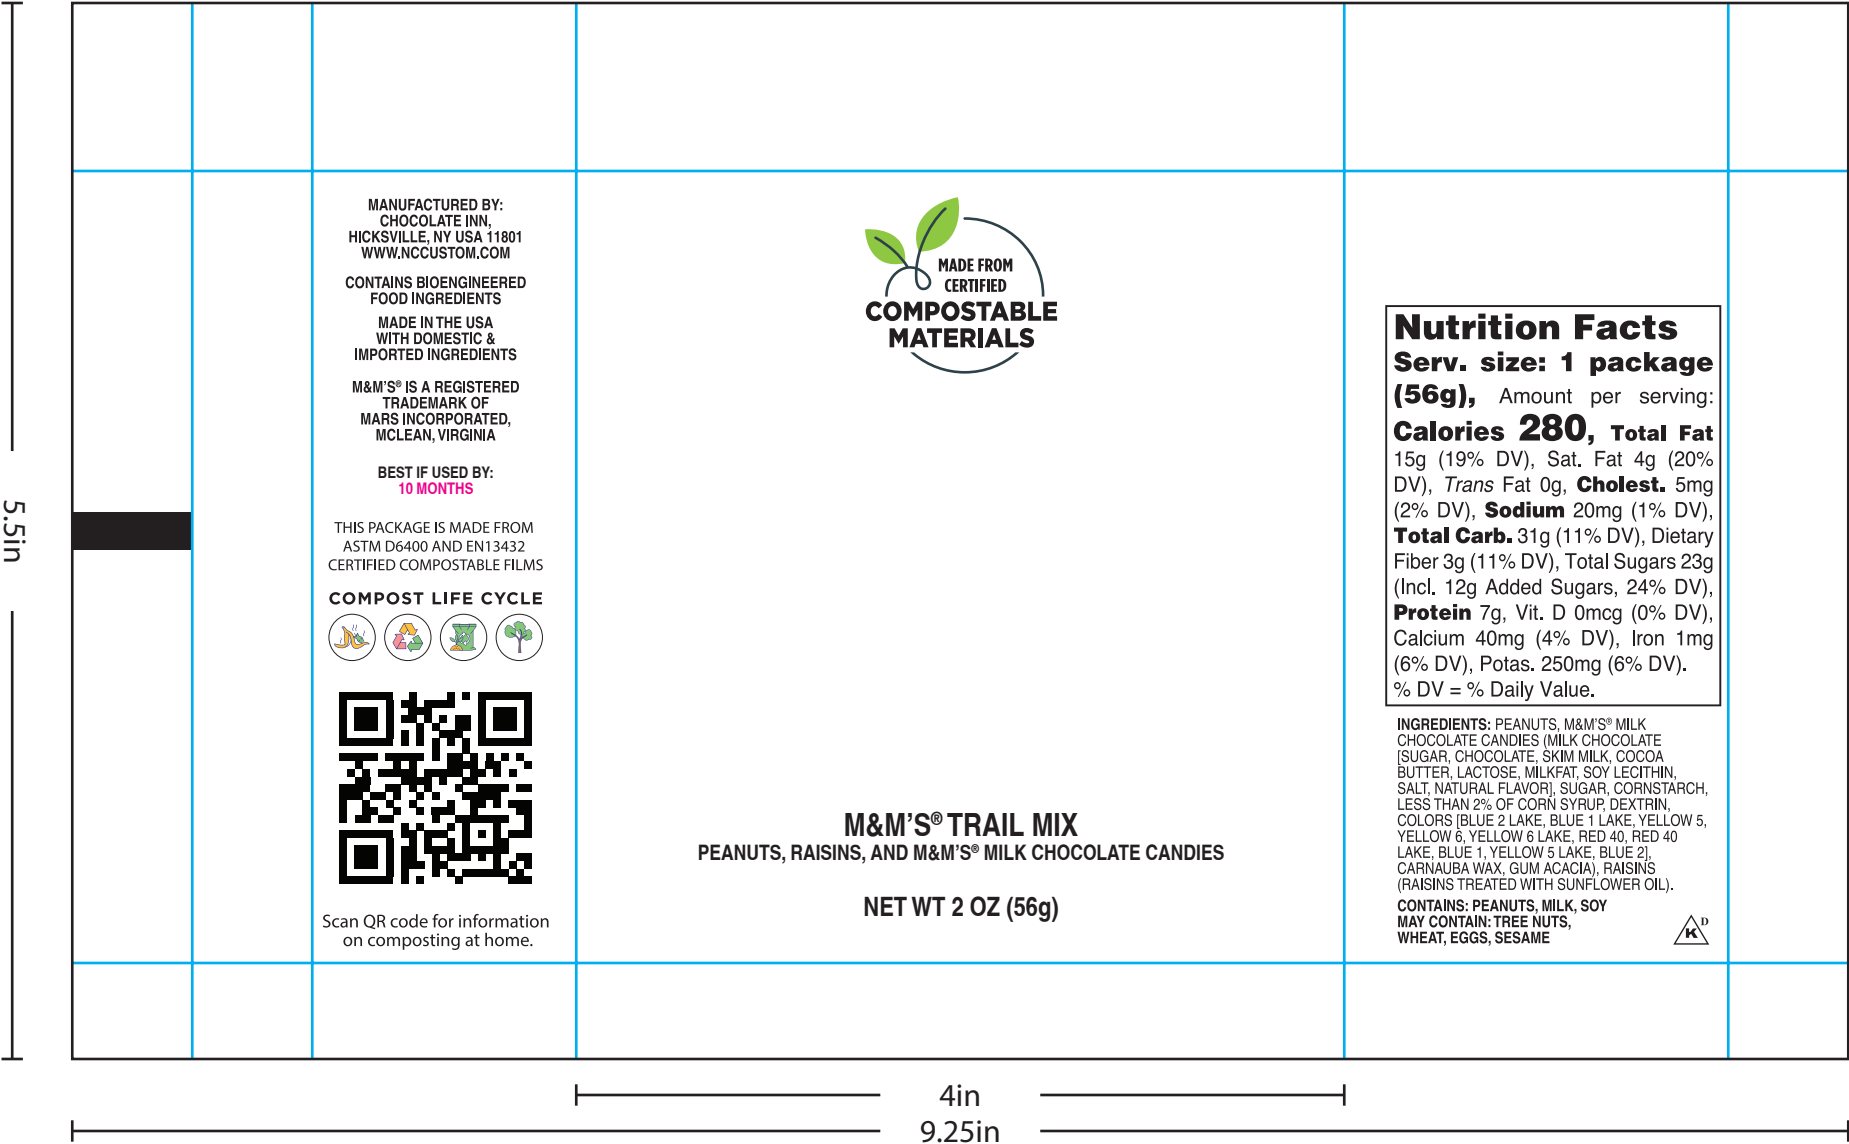 5.5in
MANUFACTURED BY:
CHOCOLATE INN,
HICKSVILLE, NY USA 11801
WWW.NCCUSTOM.COM
CONTAINS BIOENGINEERED
FOOD INGREDIENTS
MADE IN THE USA
WITH DOMESTIC &
IMPORTED INGREDIENTS
M&M'S® IS A REGISTERED
TRADEMARK OF
MARS INCORPORATED,
MCLEAN, VIRGINIA
BEST IF USED BY:
10 MONTHS
THIS PACKAGE IS MADE FROM
ASTM D6400 AND EN13432
CERTIFIED COMPOSTABLE FILMS
COMPOST LIFE CYCLE
Scan QR code for information
on composting at home.
MADE FROM
CERTIFIED
COMPOSTABLE
MATERIALS
M&M'S® TRAIL MIX
PEANUTS, RAISINS, AND M&M'S® MILK CHOCOLATE CANDIES
NET WT 2 OZ (56g)
Nutrition Facts
Serv. size: 1 package
(56g), Amount per serving:
Calories 280, Total Fat
15g (19% DV), Sat. Fat 4g (20%
DV), Trans Fat 0g, Cholest. 5mg
(2% DV), Sodium 20mg (1% DV),
Total Carb. 31g (11% DV), Dietary
Fiber 3g (11% DV), Total Sugars 23g
(Incl. 12g Added Sugars, 24% DV),
Protein 7g, Vit. D 0mcg (0% DV),
Calcium 40mg (4% DV), Iron 1mg
(6% DV), Potas. 250mg (6% DV).
% DV = % Daily Value.
INGREDIENTS: PEANUTS, M&M'S® MILK
CHOCOLATE CANDIES (MILK CHOCOLATE
[SUGAR, CHOCOLATE, SKIM MILK, COCOA
BUTTER, LACTOSE, MILKFAT, SOY LECITHIN,
SALT, NATURAL FLAVOR], SUGAR, CORNSTARCH,
LESS THAN 2% OF CORN SYRUP, DEXTRIN,
COLORS [BLUE 2 LAKE, BLUE 1 LAKE, YELLOW 5,
YELLOW 6, YELLOW 6 LAKE, RED 40, RED 40
LAKE, BLUE 1, YELLOW 5 LAKE, BLUE 2],
CARNAUBA WAX, GUM ACACIA), RAISINS
(RAISINS TREATED WITH SUNFLOWER OIL).
CONTAINS: PEANUTS, MILK, SOY
MAY CONTAIN: TREE NUTS,
WHEAT, EGGS, SESAME
K D
4in
9.25in